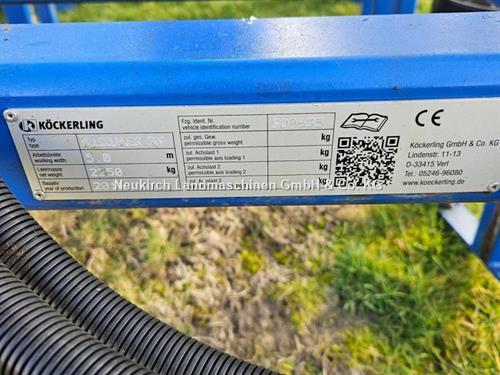 KÖCKERLING
Typ
type
Arbeitsbreite
working width
5.0
m
Leermasse
net weight
2250
kg
Baujahr
year of production
Fzg. Ident. Nr.
vehicle identification number
zul. ges. Gew.
permissible gross weight
kg
zul. Achslast 1
permissible axis loading 1
kg
zul. Achslast 2
permissible axis loading 2
kg
zul. Achslast 3
kg
CE
Köckerling GmbH & Co. KG
Lindenstr. 11-13
D-33415 Verl
Tel.: 05246-96080
www.koeckerling.de
Neukirch Landmaschinen GmbH & Co. KG